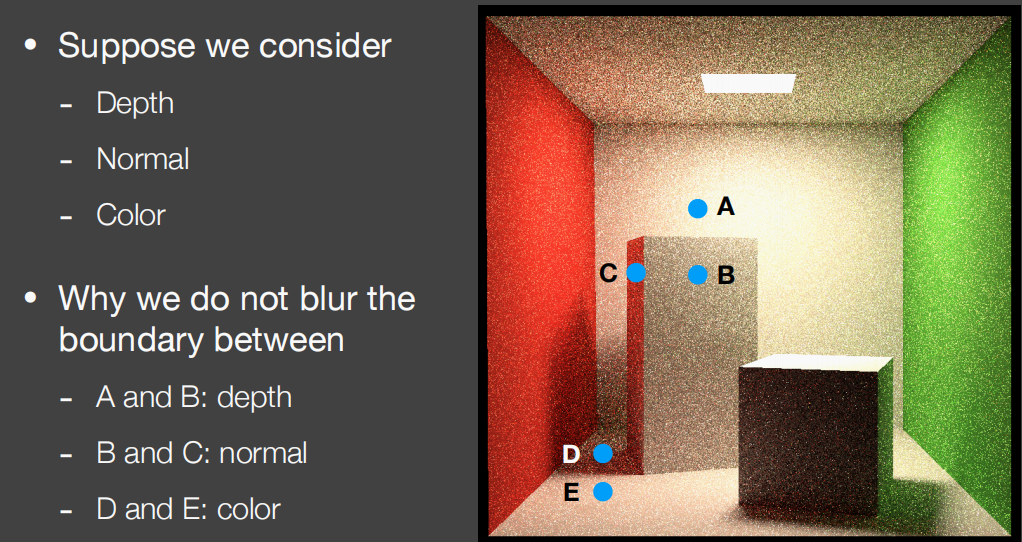 • Suppose we consider
- Depth
- Normal
- Color
• Why we do not blur the
boundary between
- A and B: depth
- B and C: normal
- D and E: color
A
C
B
D
E